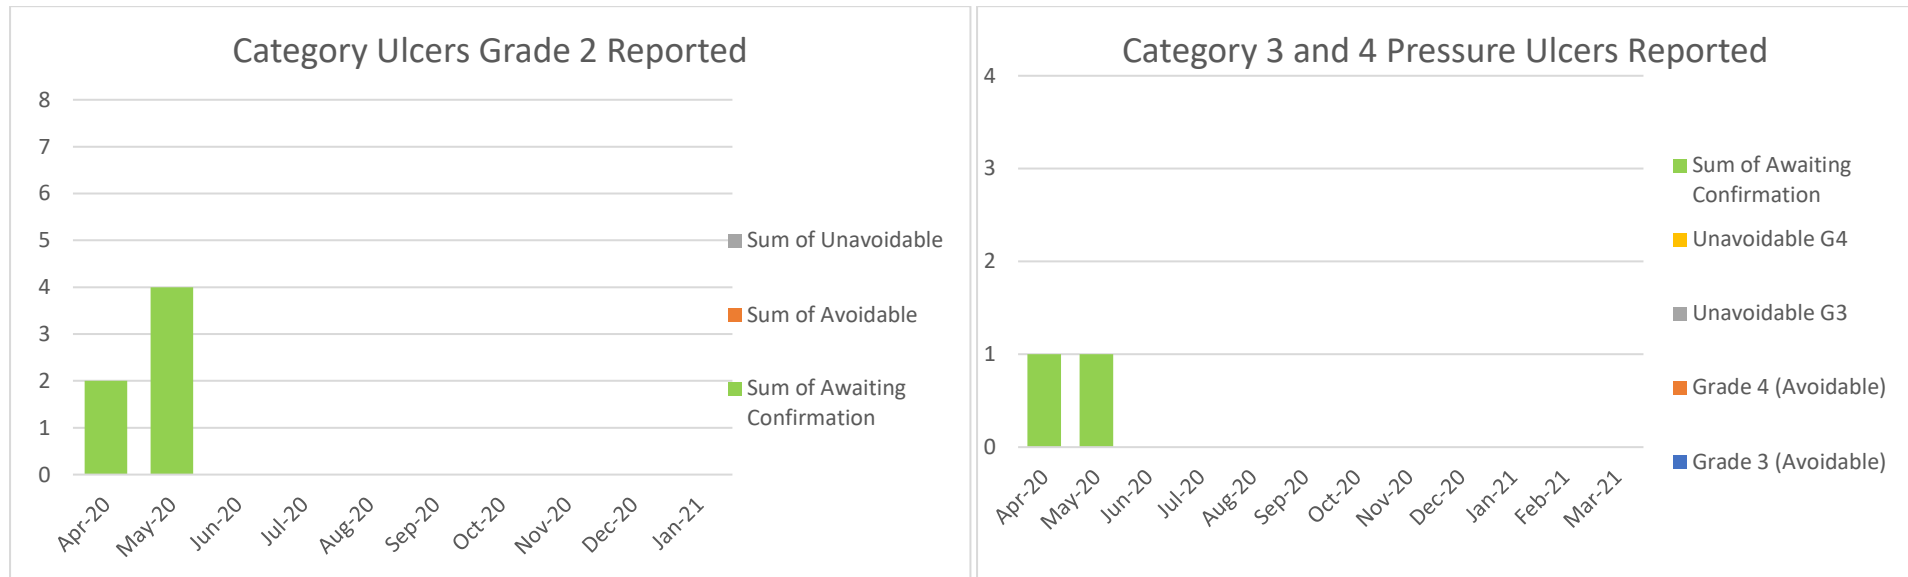 Category Ulcers Grade 2 Reported
8
7
6
5
4
3
2
1
0
Apr-20
May-20
Jun-20
Jul-20
Aug-20
Sep-20
Oct-20
Nov-20
Dec-20
Jan-21
Sum of Unavoidable
Sum of Avoidable
Sum of Awaiting
Confirmation
Category 3 and 4 Pressure Ulcers Reported
4
3
2
1
0
Apr-20
May-20
Jun-20
Jul-20
Aug-20
Sep-20
Oct-20
Nov-20
Dec-20
Jan-21
Feb-21
Mar-21
Sum of Awaiting
Confirmation
Unavoidable G4
Unavoidable G3
Grade 4 (Avoidable)
Grade 3 (Avoidable)